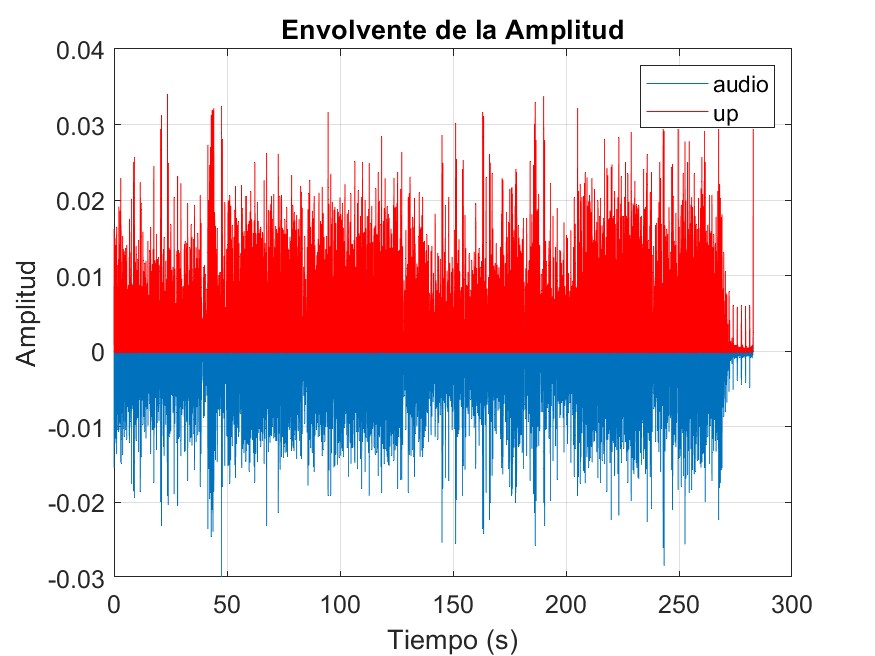 Envolvente de la Amplitud
audio
up
0.04
0.03
0.02
0.01
0
-0.01
-0.02
-0.03
Amplitud
0 50 100 150 200 250 300
Tiempo (s)